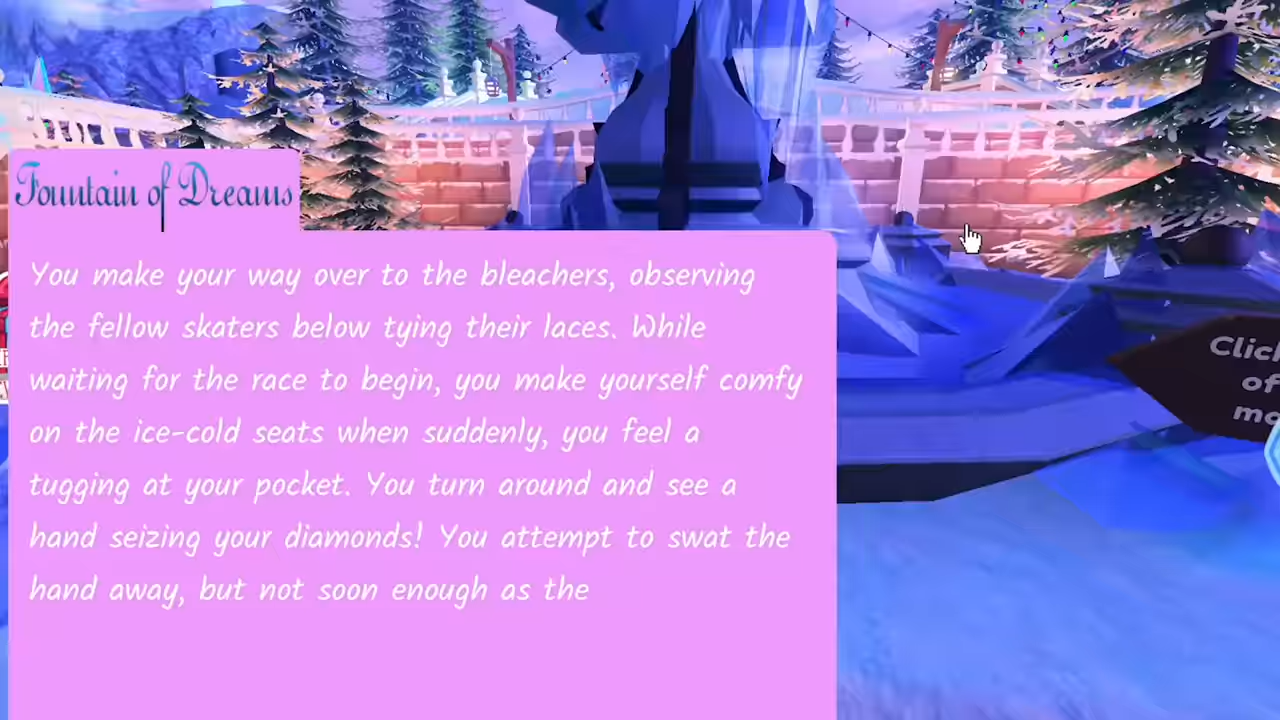 Fountain of Dreams
You make your way over to the bleachers, observing
the fellow skaters below tying their laces. While
waiting for the race to begin, you make yourself comfy
on the ice-cold seats when suddenly, you feel a
tugging at your pocket. You turn around and see a
hand seizing your diamonds! You attempt to swat the
hand away, but not soon enough as the
of